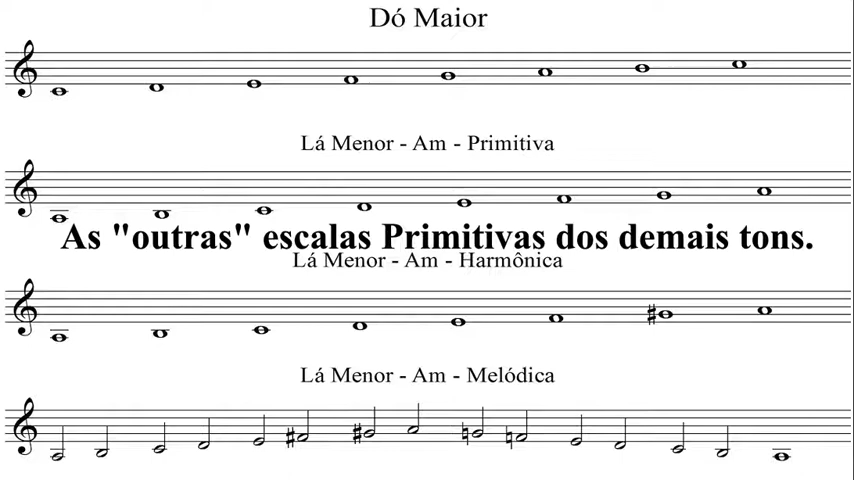 Dó Maior
Lá Menor - Am - Primitiva
As "outras" escalas Primitivas dos demais tons.
Lá Menor - Am - Harmônica
Lá Menor - Am - Melódica